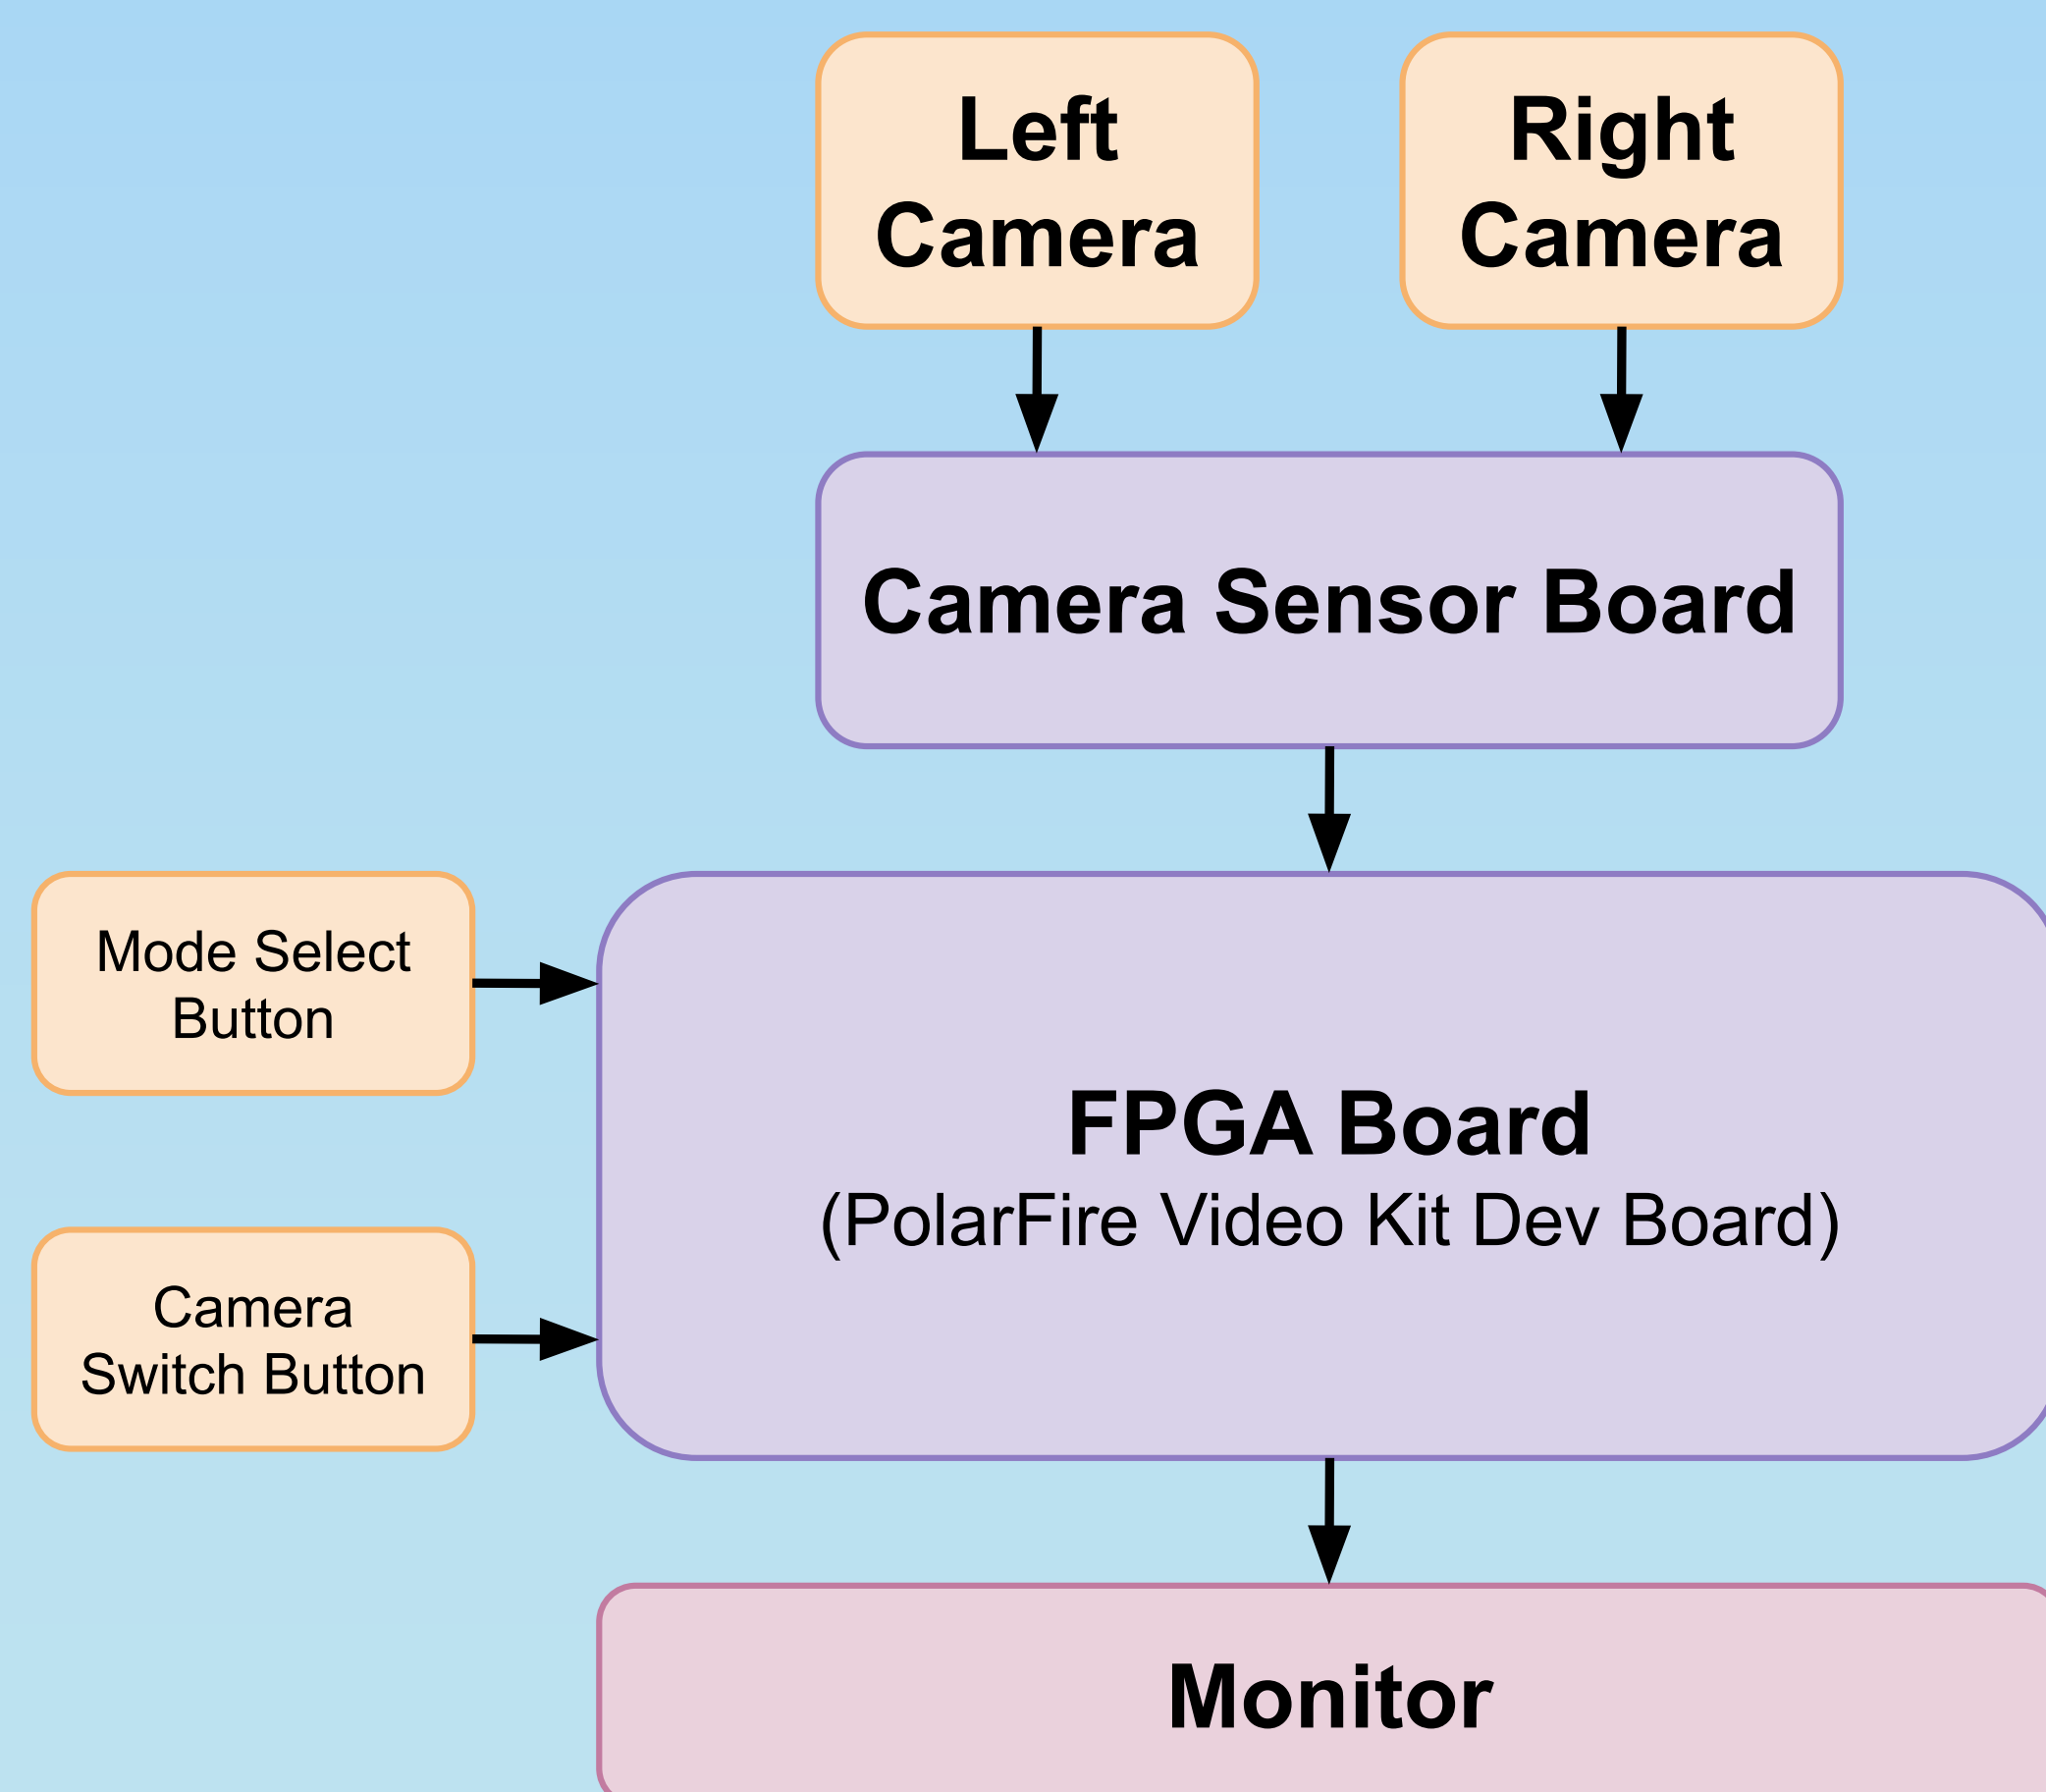 Left
Camera
Right
Camera
Camera Sensor Board
Mode Select
Button
FPGA Board
(PolarFire Video Kit Dev Board)
Camera
Switch Button
Monitor